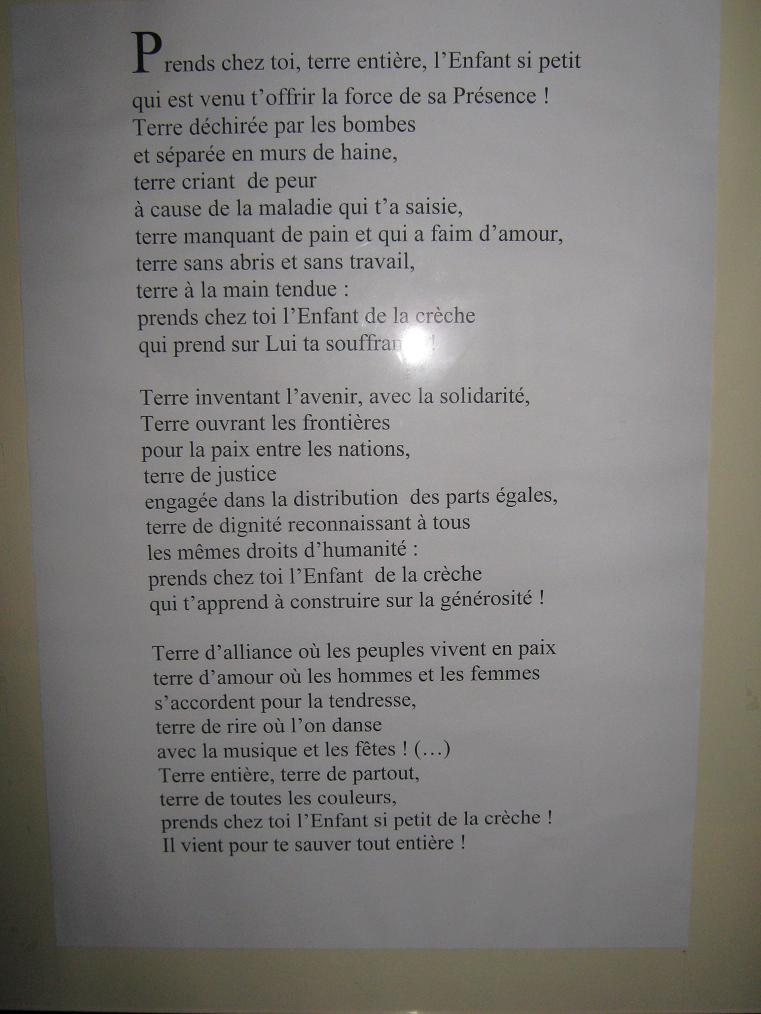 Prends chez toi, terre entière, l’Enfant si petit
qui est venu t’offrir la force de sa Présence !
Terre déchirée par les bombes
et séparée en murs de haine,
terre criant  de peur
à cause de la maladie qui t’a saisie,
terre manquant de pain et qui a faim d’amour,
terre sans abris et sans travail,
terre à la main tendue :
prends chez toi l’Enfant de la crèche
qui prend sur Lui ta !

Terre inventant l’avenir, avec la solidarité,
Terre ouvrant les frontières
pour la paix entre les nations,
terre de justice
engagée dans la distribution  des parts égales,
terre de dignité reconnaissant à tous
les mêmes droits d’humanité :
prends chez toi l’Enfant  de la crèche
qui t’apprend à construire sur la générosité !

Terre d’alliance où les peuples vivent en paix
terre d’amour où les hommes et les femmes
s’accordent pour la tendresse,
terre de rire où l’on danse
avec la musique et les fêtes ! (…)
Terre entière, terre de partout,
terre de toutes les couleurs,
prends chez toi l’Enfant si petit de la crèche !
Il vient pour te sauver tout entière !